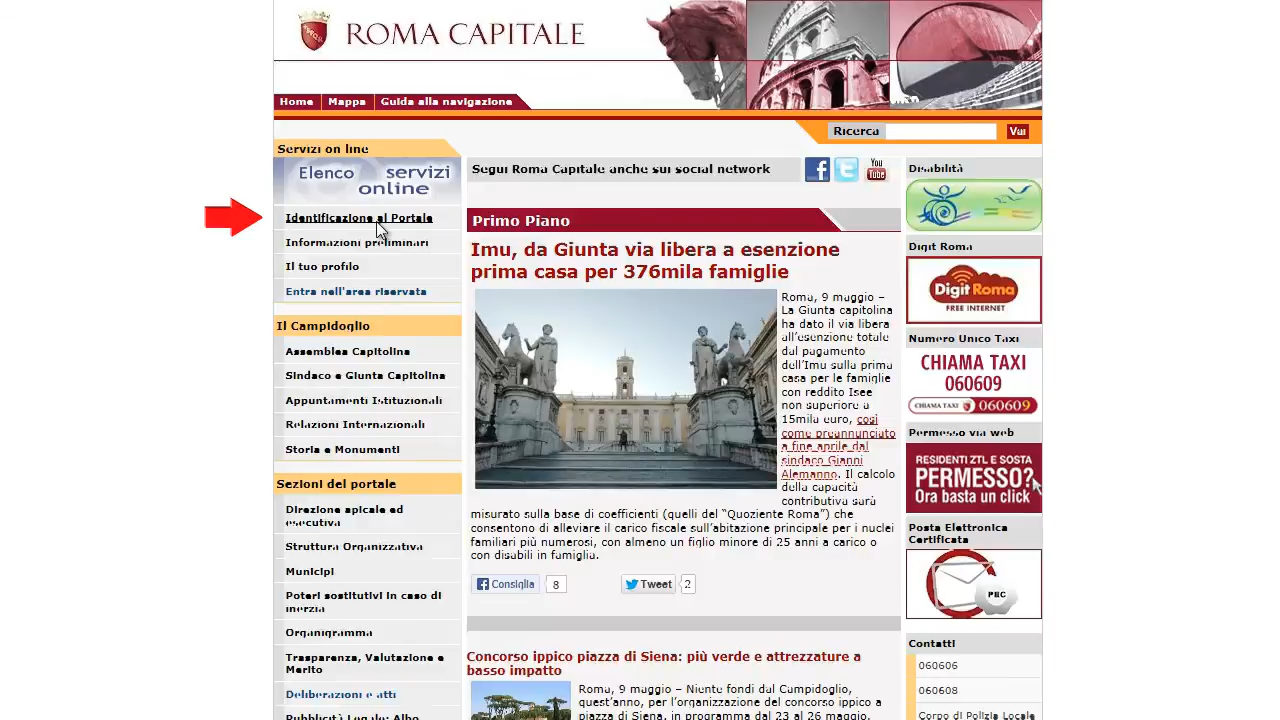 ROMA CAPITALE
Home
Mappa
Guida alla navigazione
Ricerca
Vai
Servizi on line
Elenco servizi
online
Identificazione al Portale
Informazioni preliminari
Il tuo profilo
Entra nell'area riservata
Il Campidoglio
Assemblea Capitolina
Sindaco e Giunta Capitolina
Appuntamenti Istituzionali
Relazioni Internazionali
Storia e Monumenti
Sezioni del portale
Direzione apicale ed
esecutiva
Struttura Organizzativa
Municipi
Poteri sostitutivi in caso di
inerzia
Organigramma
Trasparenza, Valutazione e
Merito
Deliberazioni e atti
Pubblicità Legale: Albo
Segui Roma Capitale anche sui social network
You
Tube
Primo Piano
Imu, da Giunta via libera a esenzione
prima casa per 376mila famiglie
Roma, 9 maggio –
La Giunta capitolina
ha dato il via libera
all’esenzione totale
dal pagamento
dell’Imu sulla prima
casa per le famiglie
con reddito Isee
non superiore a
15mila euro, così
come preannunciato
a fine aprile dal
sindaco Gianni
Alemanno. Il calcolo
della capacità
contributiva sarà
misurato sulla base di coefficienti (quelli del “Quoziente Roma”) che
consentono di alleviare il carico fiscale sull’abitazione principale per i nuclei
familiari più numerosi, con almeno un figlio minore di 25 anni a carico o
con disabili in famiglia.
Consiglia
8
Tweet
2
Concorso ippico piazza di Siena: più verde e attrezzature a
basso impatto
Roma, 9 maggio – Niente fondi dal Campidoglio,
quest’anno, per l’organizzazione del concorso ippico a
piazza di Siena, in programma dal 23 al 26 maggio.
Disabilità
Digit Roma
DigitRoma
FREE INTERNET
Numero Unico Taxi
CHIAMA TAXI
060609
CHIAMA TAXI 060609
Permesso via web
RESIDENTI ZTL E SOSTA
PERMESSO?
Ora basta un click
Posta Elettronica
Certificata
PEC
Contatti
060606
060608
Corpo di Polizia Locale